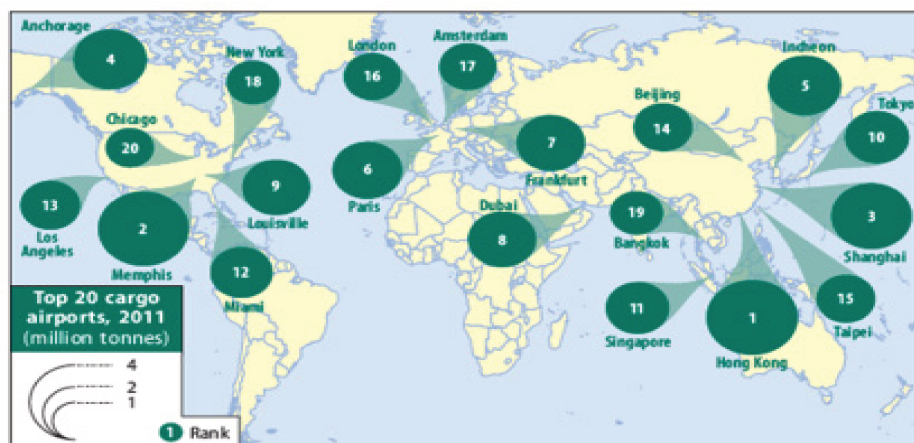 Anchorage
4
New York
18
Chicago
20
13
Los
Angeles
2
Memphis
9
Louisville
12
Miami
London
16
Amsterdam
17
6
Paris
7
Frankfurt
Dubai
8
Beijing
14
Incheon
5
Tokyo
10
19
Bangkok
3
Shanghai
11
Singapore
1
Hong Kong
15
Taipei
Top 20 cargo
airports, 2011
(million tonnes)
4
2
1
1 Rank